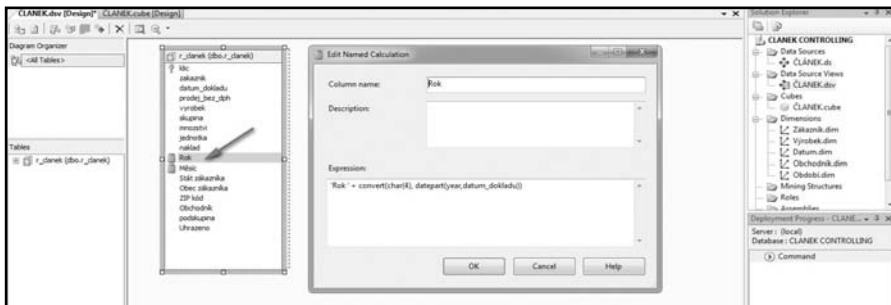 CLANEK.dsv [Design]* CLANEK.cube [Design]
Diagram Organizer
<All Tables>
Tables
r_clanek (dbo.r_clanek)
r_clanek (dbo.r_clanek)
klic
zakaznik
datum_dokladu
prodej_bez_dph
vyrobek
skupina
mnozstvi
jednotka
naklad
Rok
Měsíc
Stát zákazníka
Obec zákazníka
ZIP kód
Obchodník
podskupina
Uhrazeno
Edit Named Calculation
Column name:
Rok
Description:
Expression:
'Rok ' + convert(char(4), datepart(year,datum_dokladu))
OK Cancel Help
Solution Explorer
CLANEK CONTROLLING
Data Sources
ČLÁNEK.ds
Data Source Views
ČLANEK.dsv
Cubes
ČLANEK.cube
Dimensions
Zákazník.dim
Výrobek.dim
Datum.dim
Obchodník.dim
Období.dim
Mining Structures
Roles
Assemblies
Deployment Progress - CLANE...
Server : (local)
Database : CLANEK CONTROLLING
Command